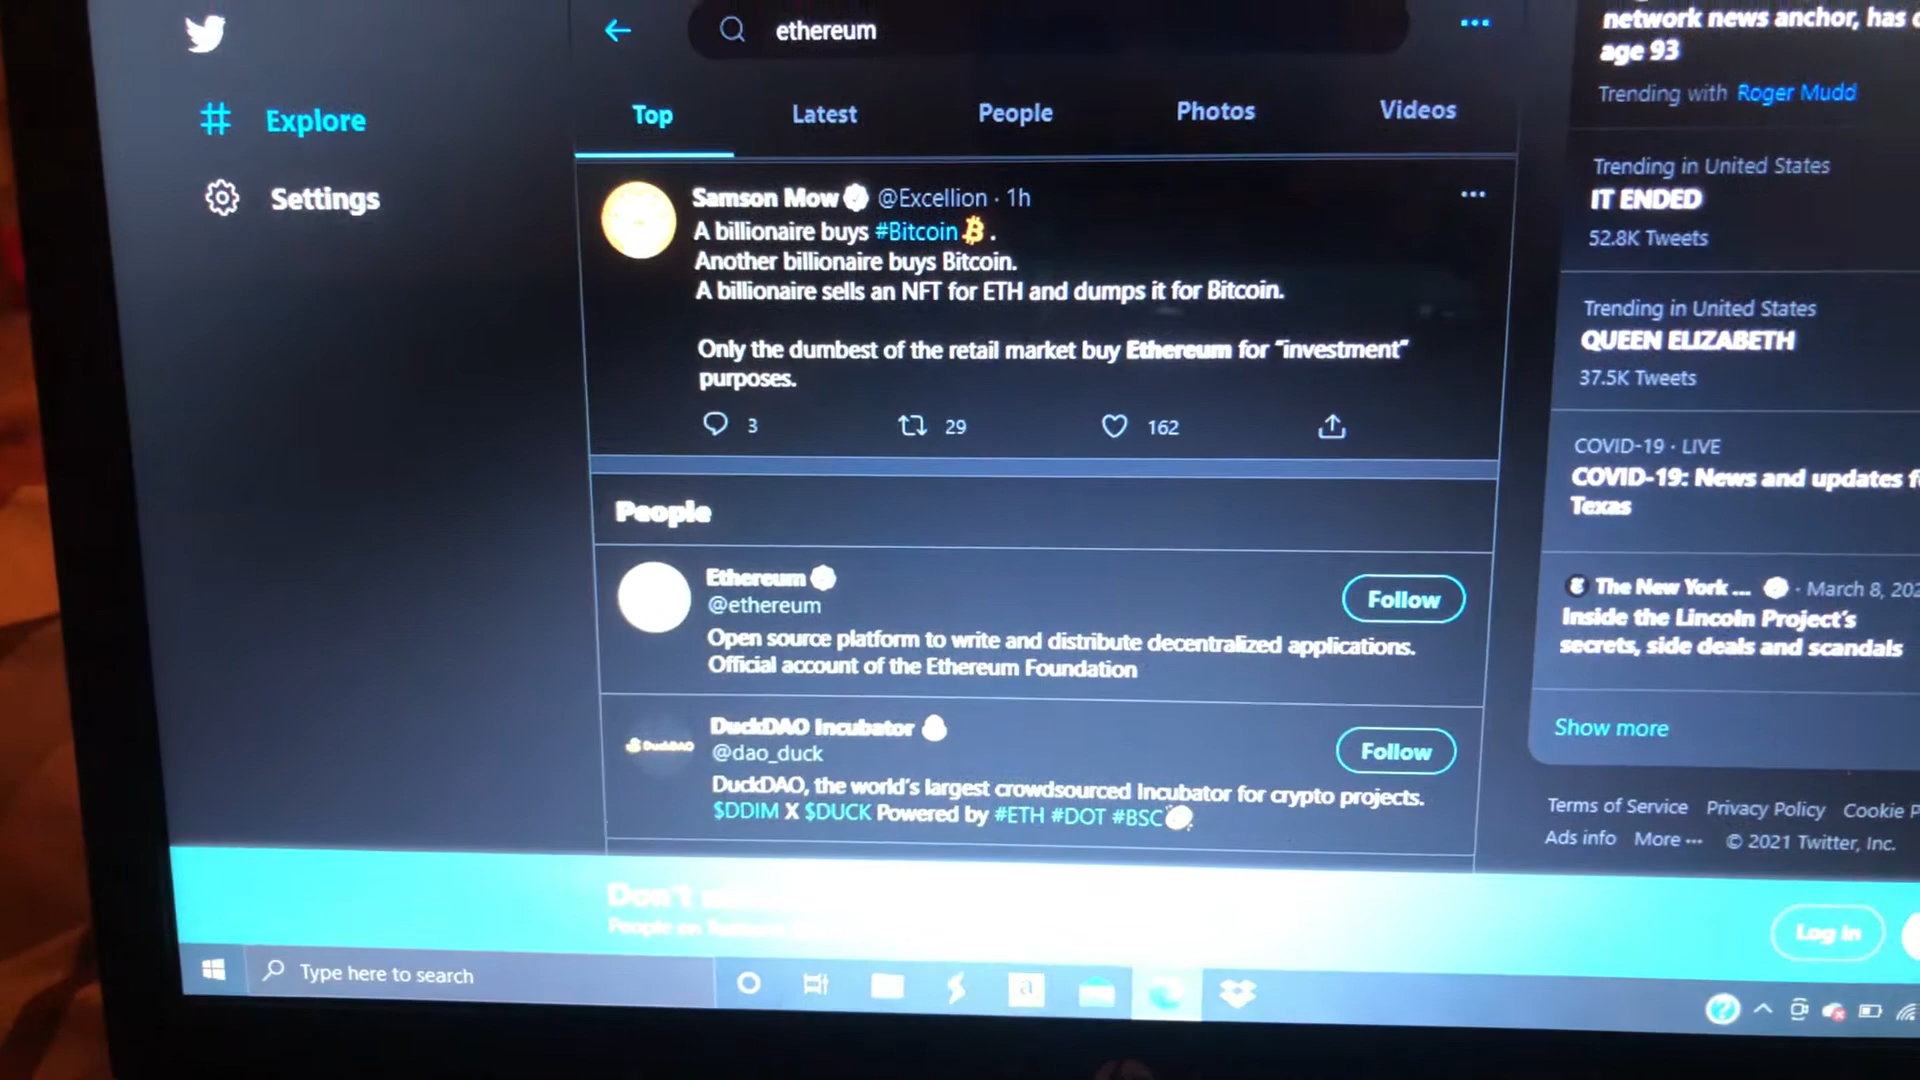 ethereum
Explore
Settings
Top
Latest
People
Photos
Videos
Samson Mow @Excellion · 1h
A billionaire buys #Bitcoin .
Another billionaire buys Bitcoin.
A billionaire sells an NFT for ETH and dumps it for Bitcoin.
Only the dumbest of the retail market buy Ethereum for “investment”
purposes.
3
29
162
People
Ethereum
@ethereum
Follow
Open source platform to write and distribute decentralized applications.
Official account of the Ethereum Foundation
DuckDAO Incubator
@dao_duck
Follow
DuckDAO
DuckDAO, the world's largest crowdsourced Incubator for crypto projects.
$DDIM X $DUCK Powered by #ETH #DOT #BSC
network news anchor, has
age 93
Trending with Roger Mudd
Trending in United States
IT ENDED
52.8K Tweets
Trending in United States
QUEEN ELIZABETH
37.5K Tweets
COVID-19 · LIVE
COVID-19: News and updates
Texas
The New York ... · March 8,
Inside the Lincoln Project's
secrets, side deals and scandals
Show more
Terms of Service Privacy Policy Cookie
Ads info More ··· © 2021 Twitter, Inc.
Don't
People on
Log in
Type here to search
a